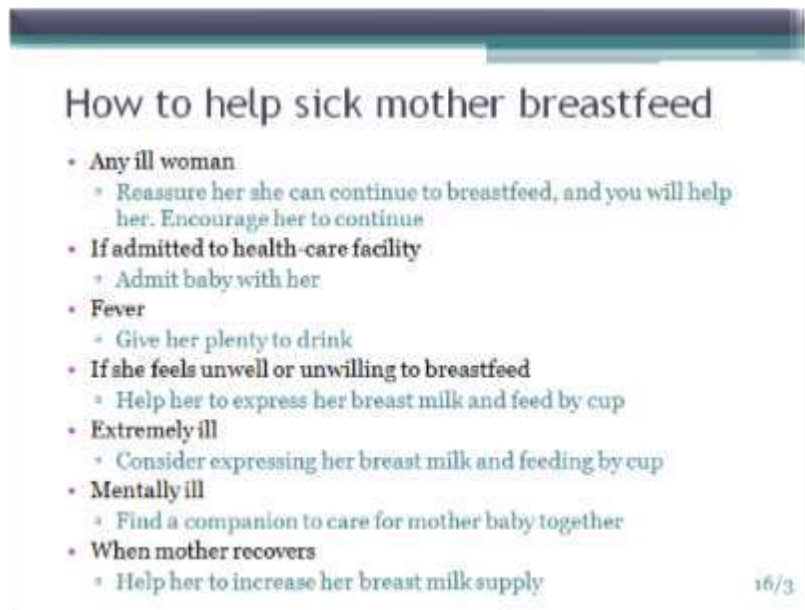 How to help sick mother breastfeed
• Any ill woman
▫ Reassure her she can continue to breastfeed, and you will help
her. Encourage her to continue
• If admitted to health-care facility
▫ Admit baby with her
• Fever
▫ Give her plenty to drink
• If she feels unwell or unwilling to breastfeed
▫ Help her to express her breast milk and feed by cup
• Extremely ill
▫ Consider expressing her breast milk and feeding by cup
• Mentally ill
▫ Find a companion to care for mother baby together
• When mother recovers
▫ Help her to increase her breast milk supply
16/3